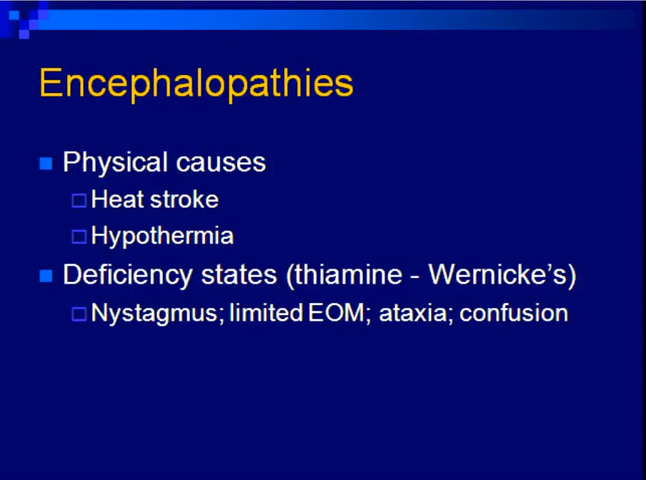 Encephalopathies
Physical causes
Heat stroke
Hypothermia
Deficiency states (thiamine - Wernicke's)
Nystagmus; limited EOM; ataxia; confusion